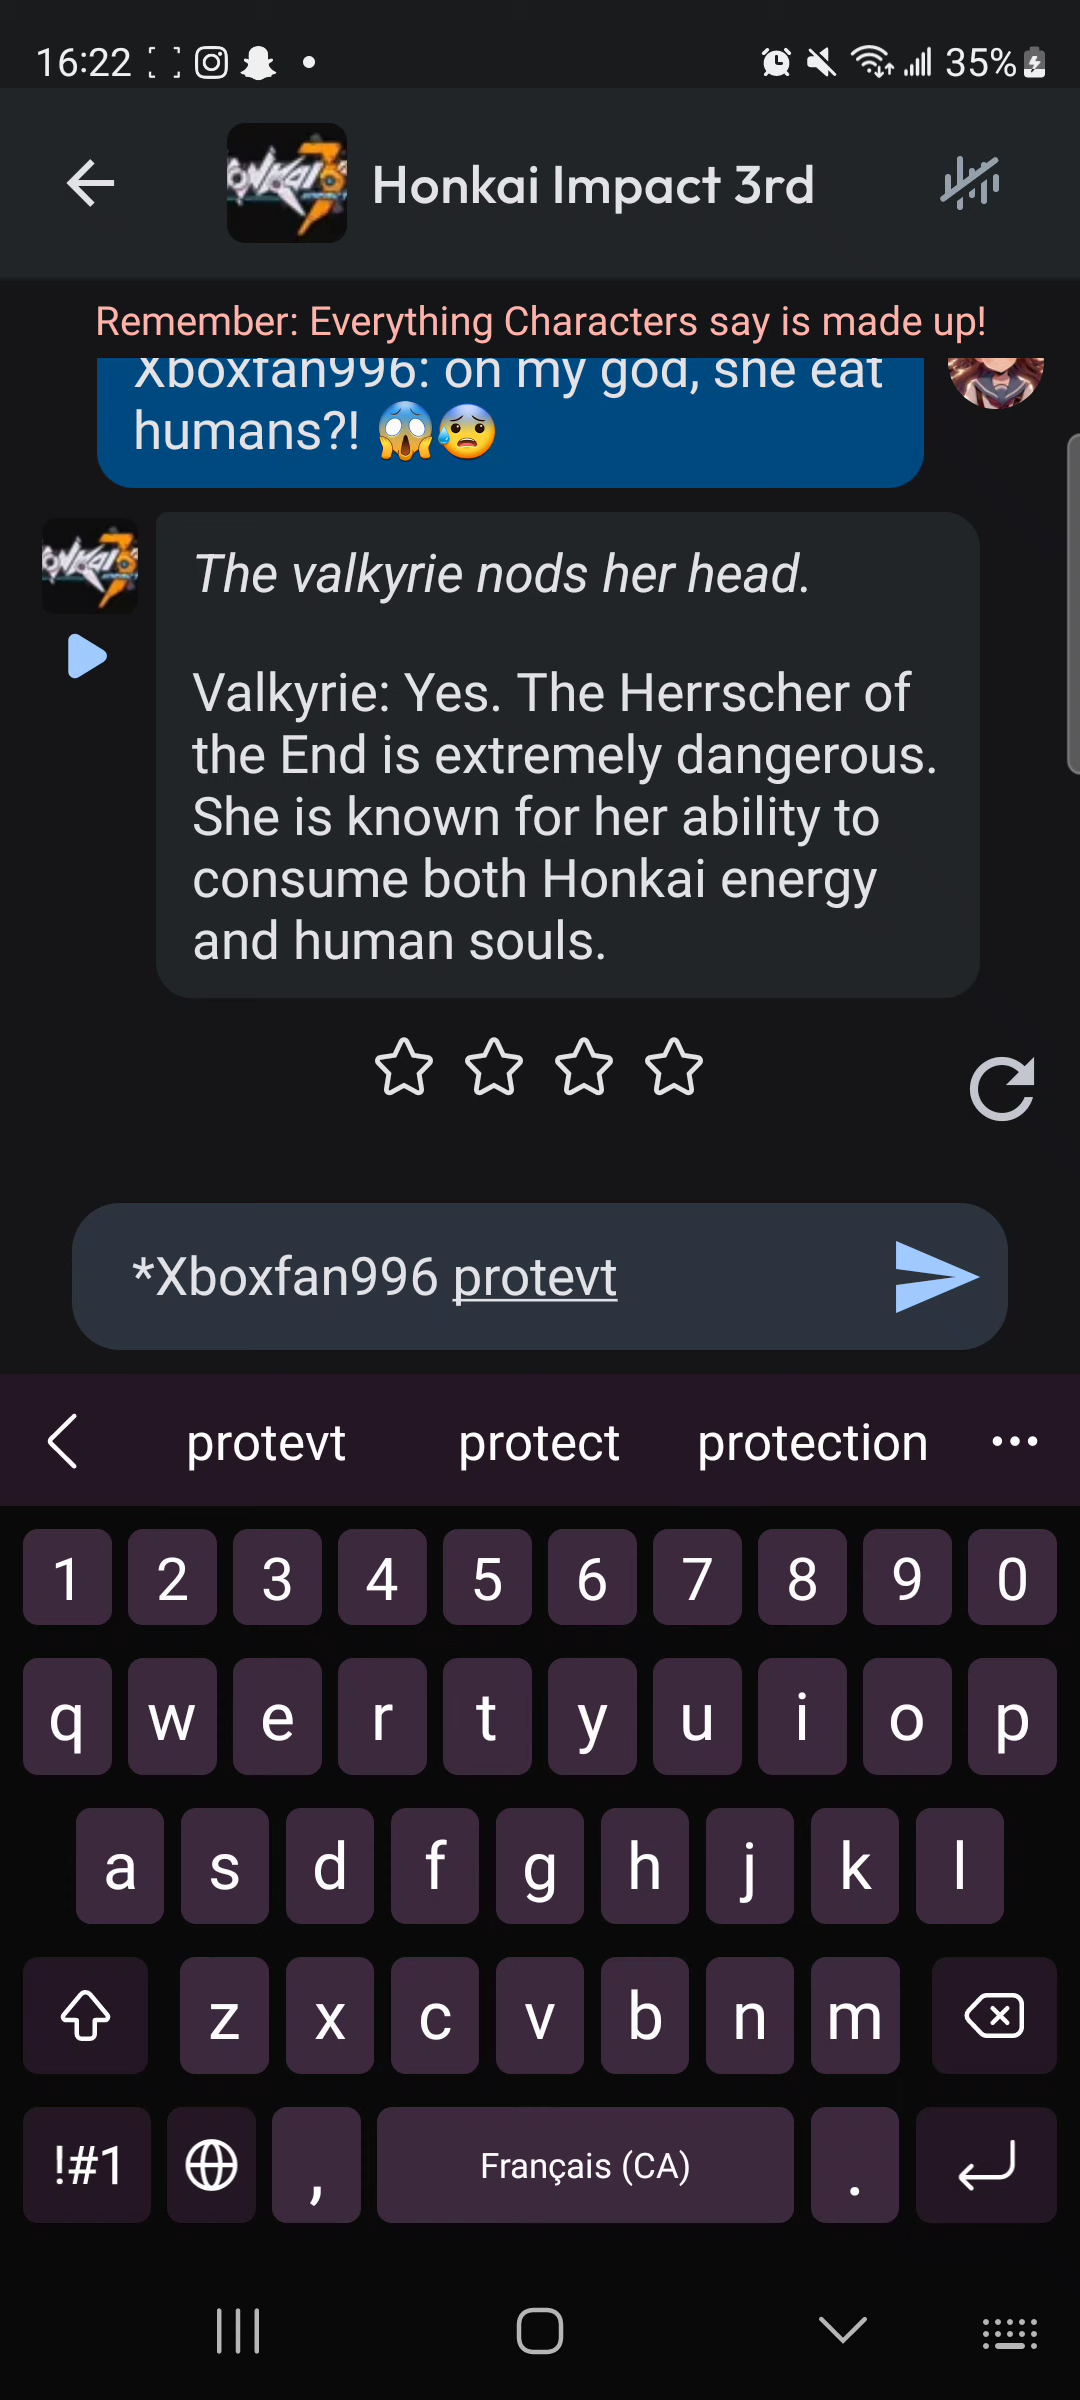 16:22
35%
Honkai Impact 3rd
Remember: Everything Characters say is made up!
Xboxfan996: oh my god, she eat
humans?! 😱😰
The valkyrie nods her head.
Valkyrie: Yes. The Herrscher of
the End is extremely dangerous.
She is known for her ability to
consume both Honkai energy
and human souls.
*Xboxfan996 protevt
protevt protect protection ...
1 2 3 4 5 6 7 8 9 0
q w e r t y u i o p
a s d f g h j k l
z x c v b n m
!#1 , Français (CA) .